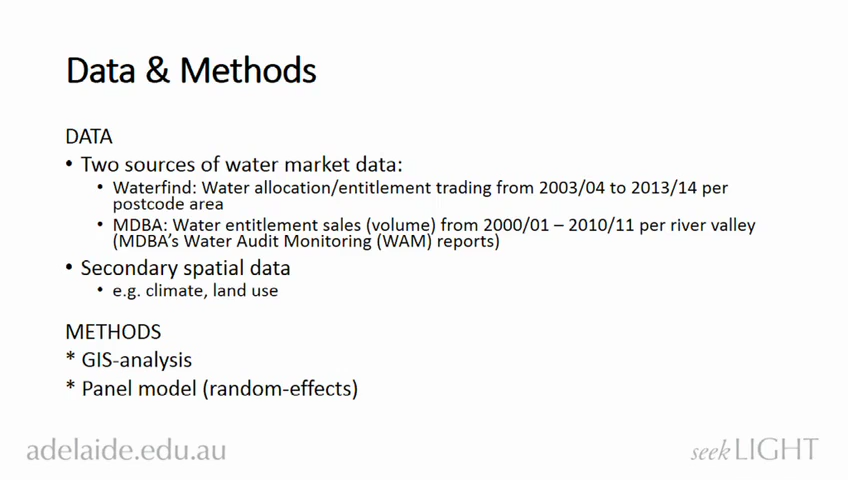 Data & Methods
DATA
• Two sources of water market data:
• Waterfind: Water allocation/entitlement trading from 2003/04 to 2013/14 per
postcode area
• MDBA: Water entitlement sales (volume) from 2000/01 – 2010/11 per river valley
(MDBA's Water Audit Monitoring (WAM) reports)
• Secondary spatial data
• e.g. climate, land use
METHODS
* GIS-analysis
* Panel model (random-effects)
adelaide.edu.au
seek LIGHT